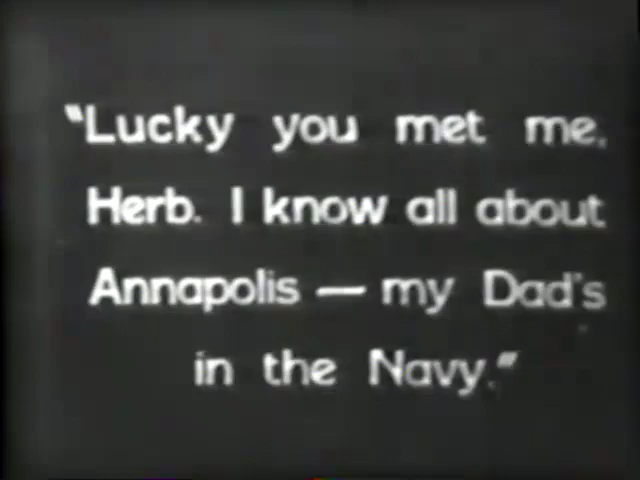 "Lucky you met me,
Herb. I know all about
Annapolis — my Dad's
in the Navy."